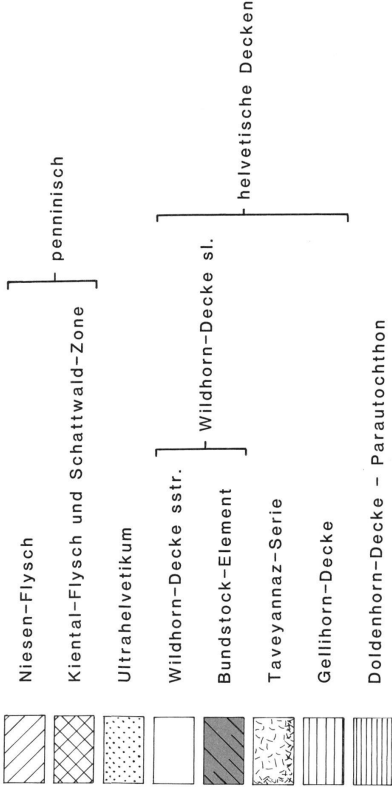 Niesen-Flysch
Kiental-Flysch und Schattwald-Zone
penninisch
Ultrahelvetikum
Wildhorn-Decke sstr.
Bundstock-Element
Wildhorn-Decke sl.
Taveyannaz-Serie
Gellihorn-Decke
helvetische Decken
Doldenhorn-Decke - Parautochthon